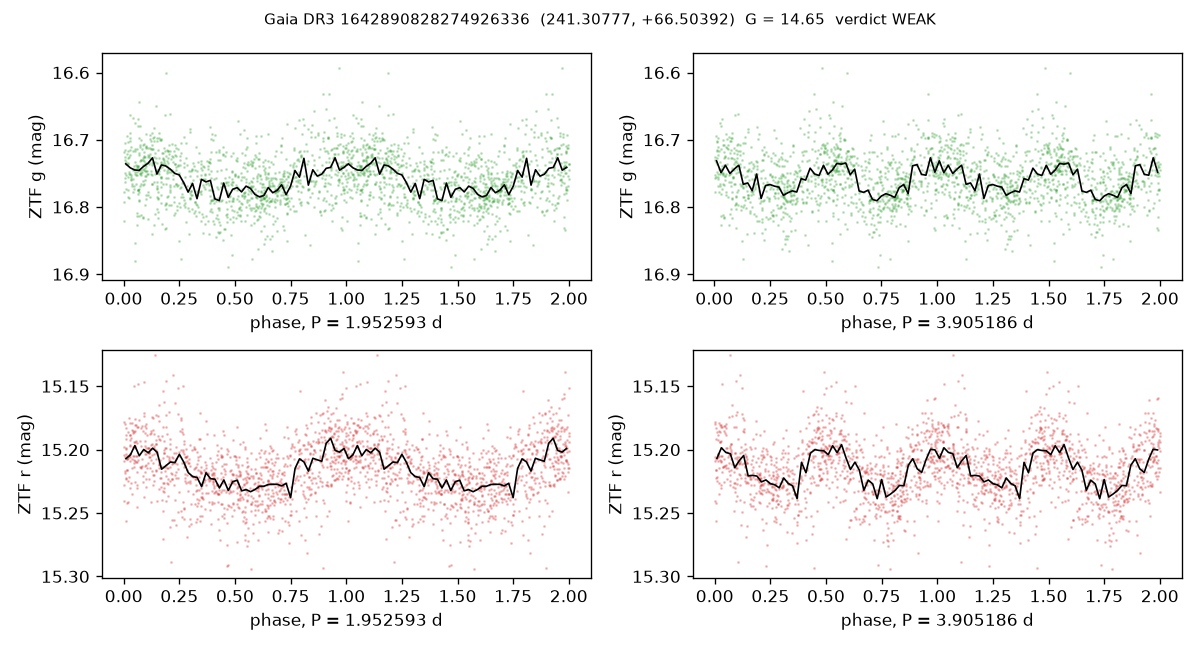 Gaia DR3 1642890828274926336  (241.30777, +66.50392)  G = 14.65  verdict WEAK
ZTF g (mag)
16.6
16.7
16.8
16.9
0.00 0.25 0.50 0.75 1.00 1.25 1.50 1.75 2.00
phase, P = 1.952593 d
ZTF g (mag)
16.6
16.7
16.8
16.9
0.00 0.25 0.50 0.75 1.00 1.25 1.50 1.75 2.00
phase, P = 3.905186 d
ZTF r (mag)
15.15
15.20
15.25
15.30
0.00 0.25 0.50 0.75 1.00 1.25 1.50 1.75 2.00
phase, P = 1.952593 d
ZTF r (mag)
15.15
15.20
15.25
15.30
0.00 0.25 0.50 0.75 1.00 1.25 1.50 1.75 2.00
phase, P = 3.905186 d